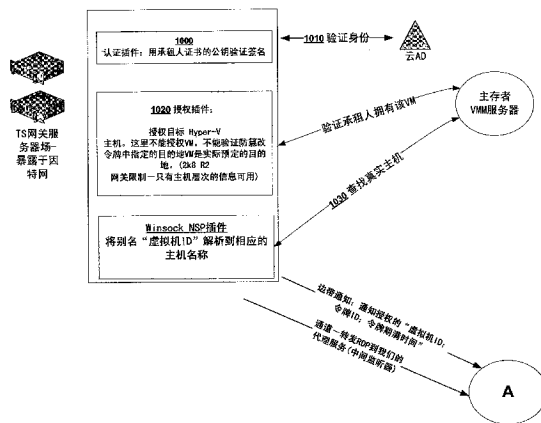 1000
认证插件：用承租人证书的公钥验证签名
1010 验证身份
云AD
TS网关服
务器场—
暴露于因
特网
1020 授权插件：
授权目标 Hyper-V
主机。这里不能授权VM，不能验证防篡改
令牌中指定的目的地VM是实际预定的目的
地。(2k8 R2
网关限制—只有主机层次的信息可用)
验证承租人拥有该VM
主存者
VMM服务器
1030 查找真实主机
Winsock NSP插件
将别名“虚拟机ID”解析到相应的
主机名称
边带通知：通知授权的“虚拟机ID；
令牌ID；令牌期满时间”
通道—转发RDP到我们的
代理服务(中间监听器)
A